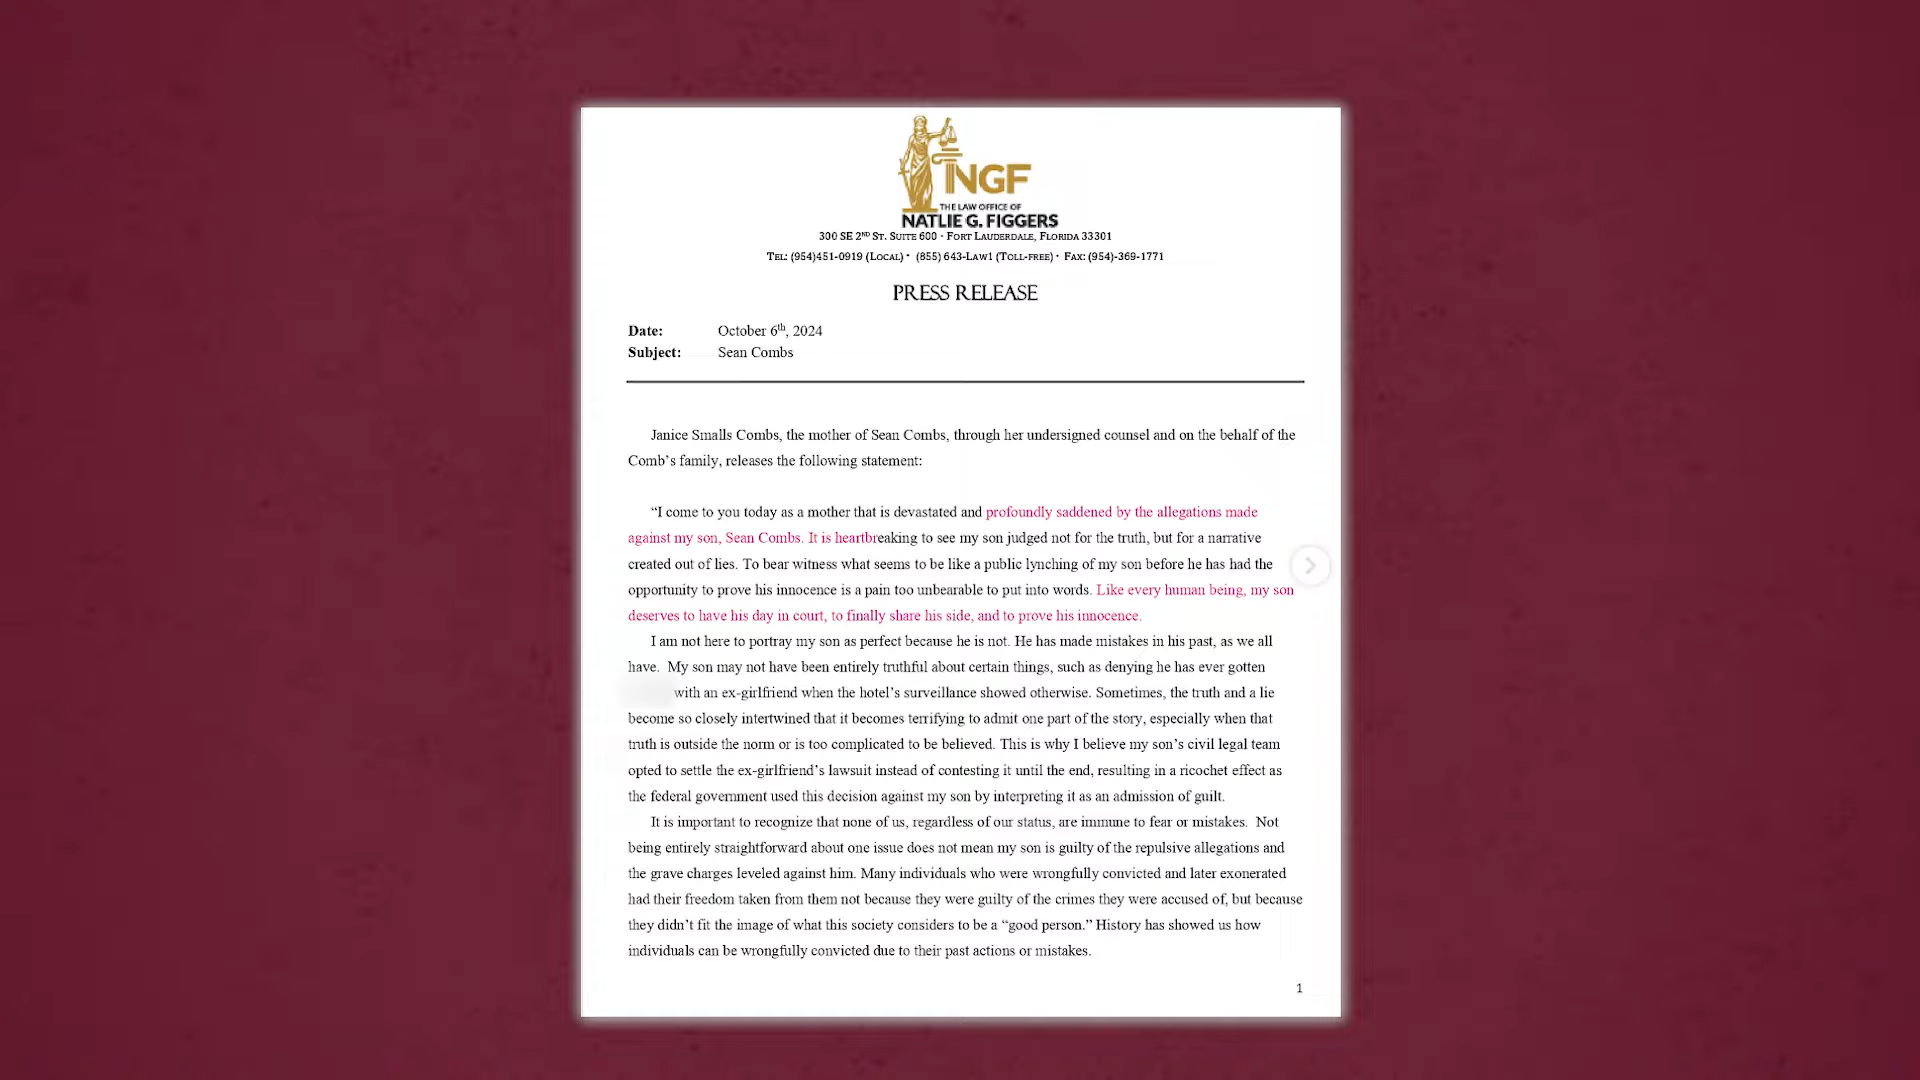 NGF
THE LAW OFFICE OF
NATLIE G. FIGGERS
300 SE 2ND ST. SUITE 600 · FORT LAUDERDALE, FLORIDA 33301
TEL: (954)451-0919 (LOCAL) · (855) 643-LAW1 (TOLL-FREE) · FAX: (954)-369-1771
PRESS RELEASE
Date: October 6th, 2024
Subject: Sean Combs
Janice Smalls Combs, the mother of Sean Combs, through her undersigned counsel and on the behalf of the
Comb’s family, releases the following statement:
“I come to you today as a mother that is devastated and profoundly saddened by the allegations made
against my son, Sean Combs. It is heartbreaking to see my son judged not for the truth, but for a narrative
created out of lies. To bear witness what seems to be like a public lynching of my son before he has had the
opportunity to prove his innocence is a pain too unbearable to put into words. Like every human being, my son
deserves to have his day in court, to finally share his side, and to prove his innocence.
I am not here to portray my son as perfect because he is not. He has made mistakes in his past, as we all
have. My son may not have been entirely truthful about certain things, such as denying he has ever gotten
with an ex-girlfriend when the hotel’s surveillance showed otherwise. Sometimes, the truth and a lie
become so closely intertwined that it becomes terrifying to admit one part of the story, especially when that
truth is outside the norm or is too complicated to be believed. This is why I believe my son’s civil legal team
opted to settle the ex-girlfriend’s lawsuit instead of contesting it until the end, resulting in a ricochet effect as
the federal government used this decision against my son by interpreting it as an admission of guilt.
It is important to recognize that none of us, regardless of our status, are immune to fear or mistakes. Not
being entirely straightforward about one issue does not mean my son is guilty of the repulsive allegations and
the grave charges leveled against him. Many individuals who were wrongfully convicted and later exonerated
had their freedom taken from them not because they were guilty of the crimes they were accused of, but because
they didn’t fit the image of what this society considers to be a “good person.” History has showed us how
individuals can be wrongfully convicted due to their past actions or mistakes.
1